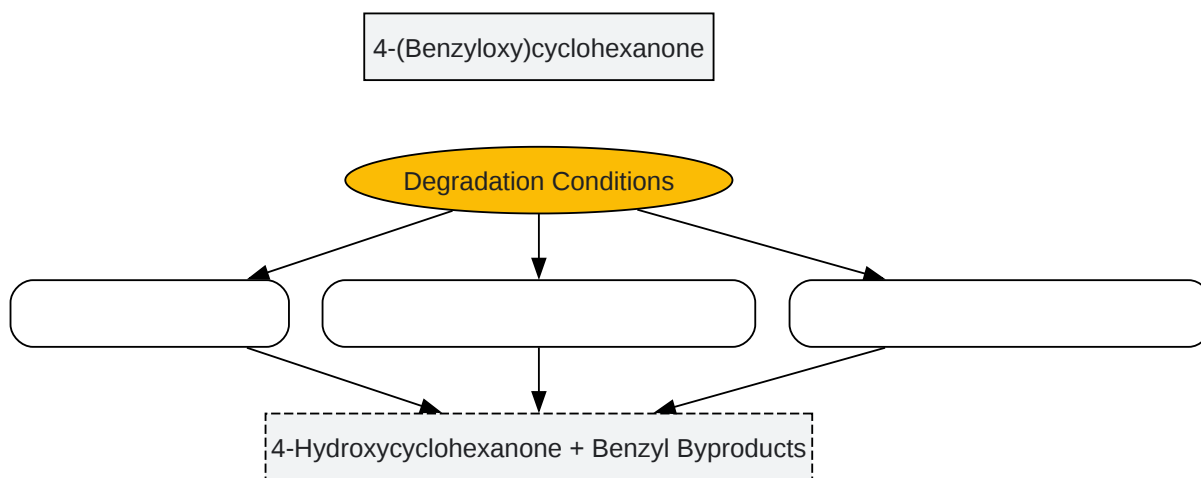 4-(Benzyloxy)cyclohexanone
Degradation Conditions
4-Hydroxycyclohexanone + Benzyl Byproducts